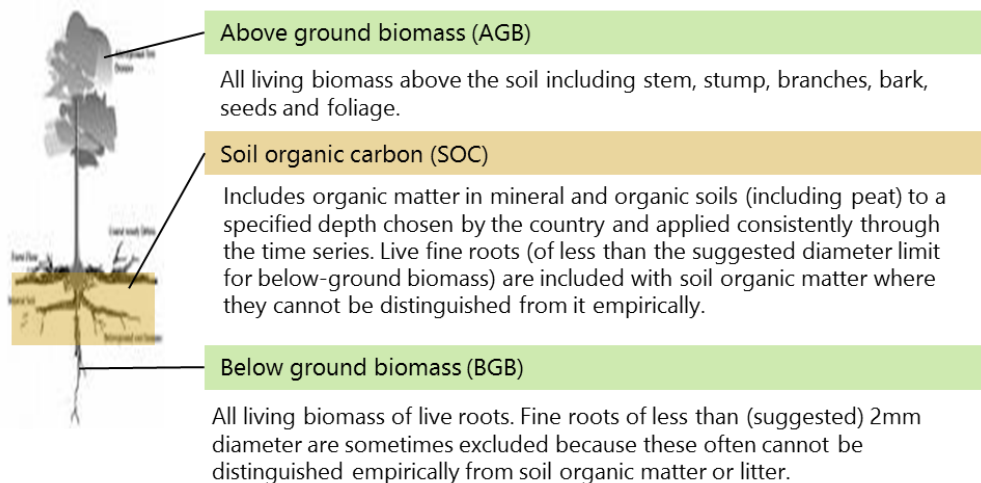 Above ground biomass (AGB)
All living biomass above the soil including stem, stump, branches, bark,
seeds and foliage.
Soil organic carbon (SOC)
Includes organic matter in mineral and organic soils (including peat) to a
specified depth chosen by the country and applied consistently through
the time series. Live fine roots (of less than the suggested diameter limit
for below-ground biomass) are included with soil organic matter where
they cannot be distinguished from it empirically.
Below ground biomass (BGB)
All living biomass of live roots. Fine roots of less than (suggested) 2mm
diameter are sometimes excluded because these often cannot be
distinguished empirically from soil organic matter or litter.